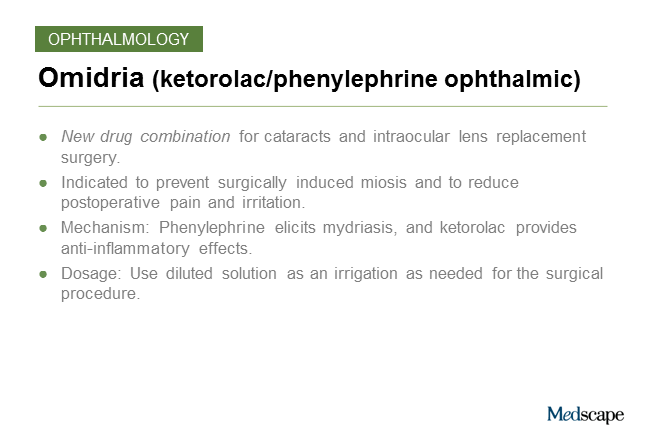 OPHTHALMOLOGY
Omidria (ketorolac/phenylephrine ophthalmic)
● New drug combination for cataracts and intraocular lens replacement
surgery.
● Indicated to prevent surgically induced miosis and to reduce
postoperative pain and irritation.
● Mechanism: Phenylephrine elicits mydriasis, and ketorolac provides
anti-inflammatory effects.
● Dosage: Use diluted solution as an irrigation as needed for the surgical
procedure.
Medscape